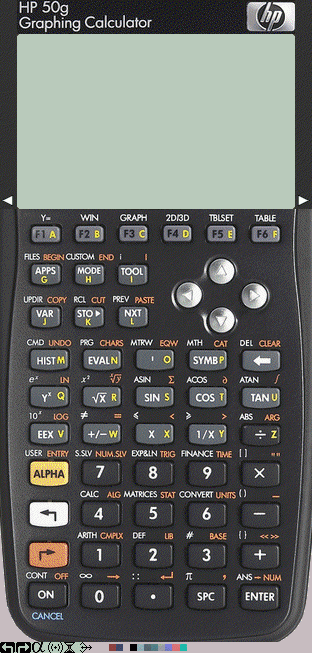 HP 50g
Graphing Calculator
hp
Y= WIN GRAPH 2D/3D TBLSET TABLE
F1 A F2 B F3 C F4 D F5 E F6 F
FILES BEGIN CUSTOM END i I
APPS G MODE H TOOL I
UPDIR COPY RCL CUT PREV PASTE
VAR J STO▶ K NXT L
CMD UNDO PRG CHARS MTRW EQW MTH CAT DEL CLEAR
HIST M EVAL N ' O SYMB P ←
eˣ LN x² ˣ√y ASIN Σ ACOS ∂ ATAN ∫
Yˣ Q √X R SIN S COS T TAN U
10ˣ LOG ≠ = ≤ < ≥ > ABS ARG
EEX V +/− W X X 1/X Y ÷ Z
USER ENTRY S.SLV NUM.SLV EXP&LN TRIG FINANCE TIME [ ] " "
ALPHA 7 8 9 ×
CALC ALG MATRICES STAT CONVERT UNITS ( ) _
4 5 6 −
ARITH CMPLX DEF LIB # BASE { } « »
1 2 3 +
CONT OFF ∞ → : : ↵ π , ANS →NUM
ON 0 . SPC ENTER
CANCEL